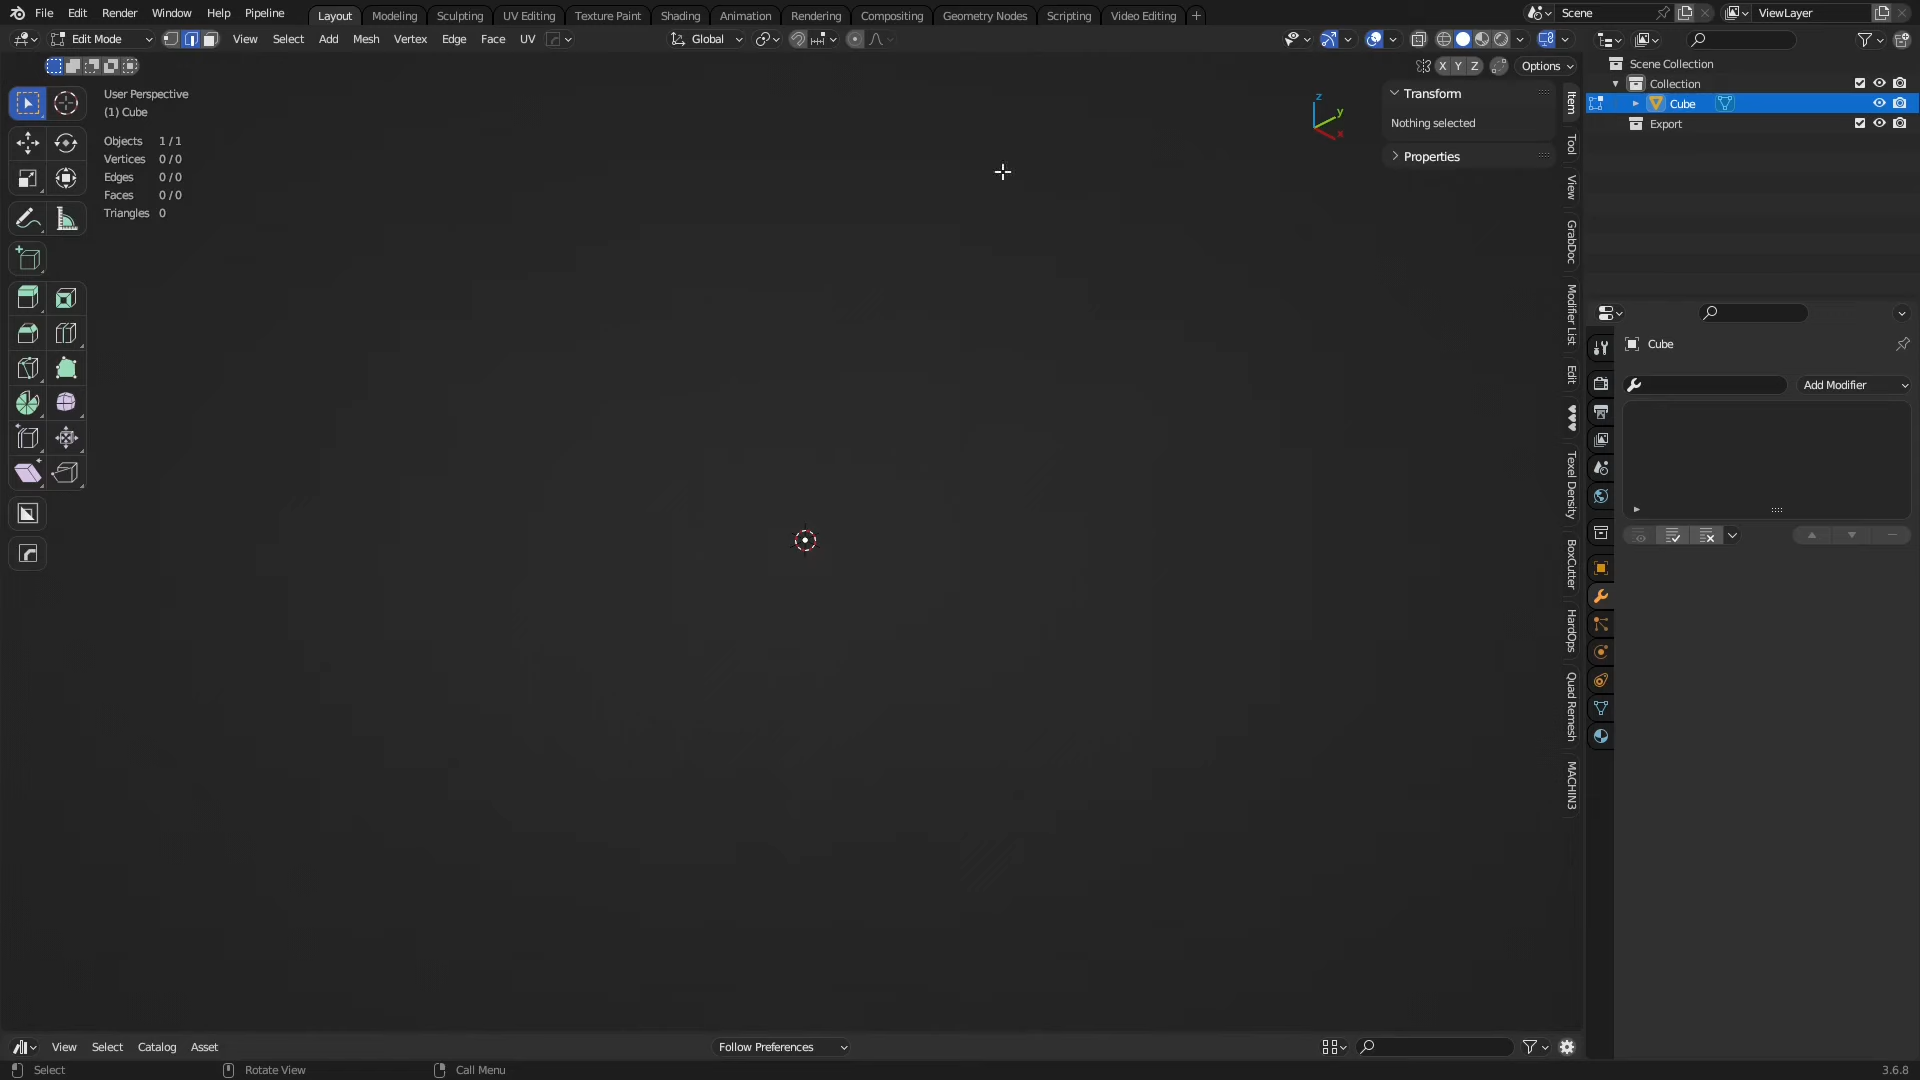 File Edit Render Window Help Pipeline Layout Modeling Sculpting UV Editing Texture Paint Shading Animation Rendering Compositing Geometry Nodes Scripting Video Editing + Scene ViewLayer
Edit Mode View Select Add Mesh Vertex Edge Face UV Global
X Y Z Options
User Perspective
(1) Cube
Objects 1 / 1
Vertices 0 / 0
Edges 0 / 0
Faces 0 / 0
Triangles 0
z
y
x
Transform
Nothing selected
Properties
Item
Tool
View
GrabDoc
Modifier List
Edit
♥♥♥
Texel Density
BoxCutter
HardOps
Quad Remesh
MACHIN3
Scene Collection
Collection
Cube
Export
Cube
Add Modifier
View Select Catalog Asset Follow Preferences
Select Rotate View Call Menu 3.6.8